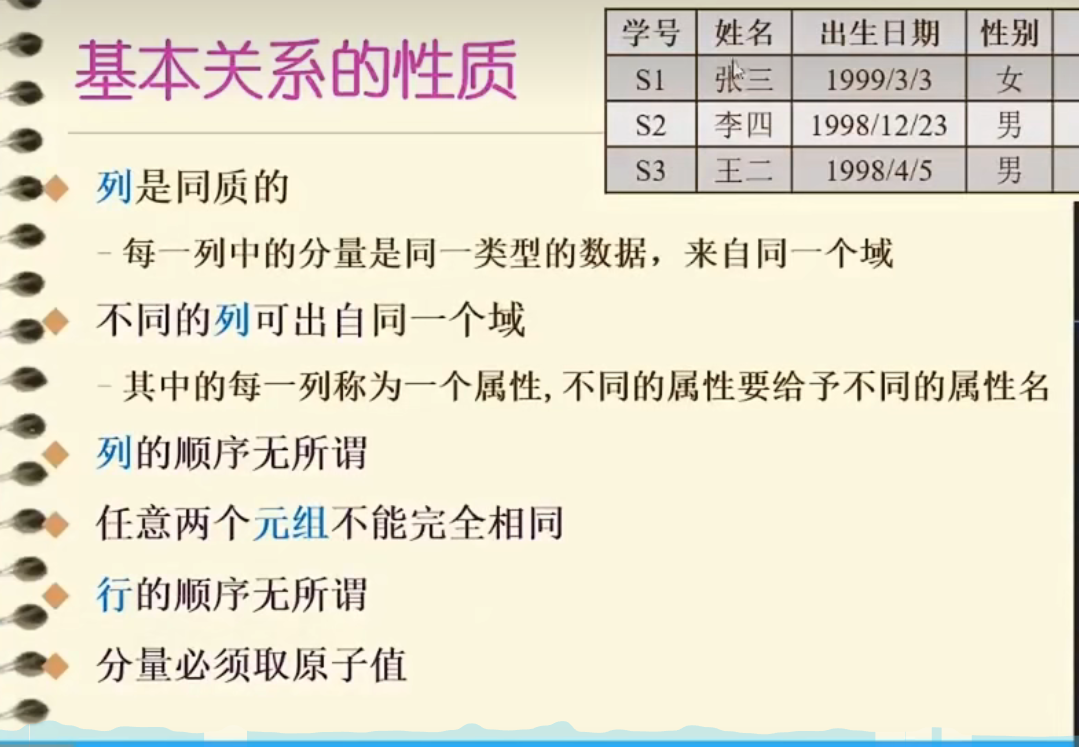 基本关系的性质
学号 姓名 出生日期 性别
S1 张三 1999/3/3 女
S2 李四 1998/12/23 男
S3 王二 1998/4/5 男
列是同质的
– 每一列中的分量是同一类型的数据，来自同一个域
不同的列可出自同一个域
– 其中的每一列称为一个属性,不同的属性要给予不同的属性名
列的顺序无所谓
任意两个元组不能完全相同
行的顺序无所谓
分量必须取原子值